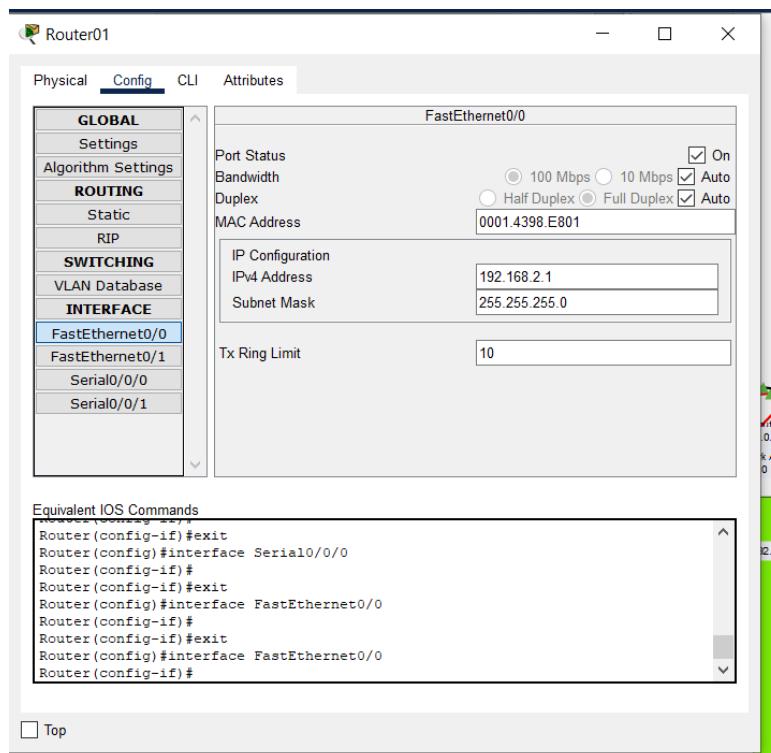 Router01
Physical Config CLI Attributes
GLOBAL
Settings
Algorithm Settings
ROUTING
Static
RIP
SWITCHING
VLAN Database
INTERFACE
FastEthernet0/0
FastEthernet0/1
Serial0/0/0
Serial0/0/1
FastEthernet0/0
Port Status On
Bandwidth 100 Mbps 10 Mbps Auto
Duplex Half Duplex Full Duplex Auto
MAC Address 0001.4398.E801
IP Configuration
IPv4 Address 192.168.2.1
Subnet Mask 255.255.255.0
Tx Ring Limit 10
Equivalent IOS Commands
Router(config-if)#
Router(config-if)#exit
Router(config)#interface Serial0/0/0
Router(config-if)#
Router(config-if)#exit
Router(config)#interface FastEthernet0/0
Router(config-if)#
Router(config-if)#exit
Router(config)#interface FastEthernet0/0
Router(config-if)#
Top